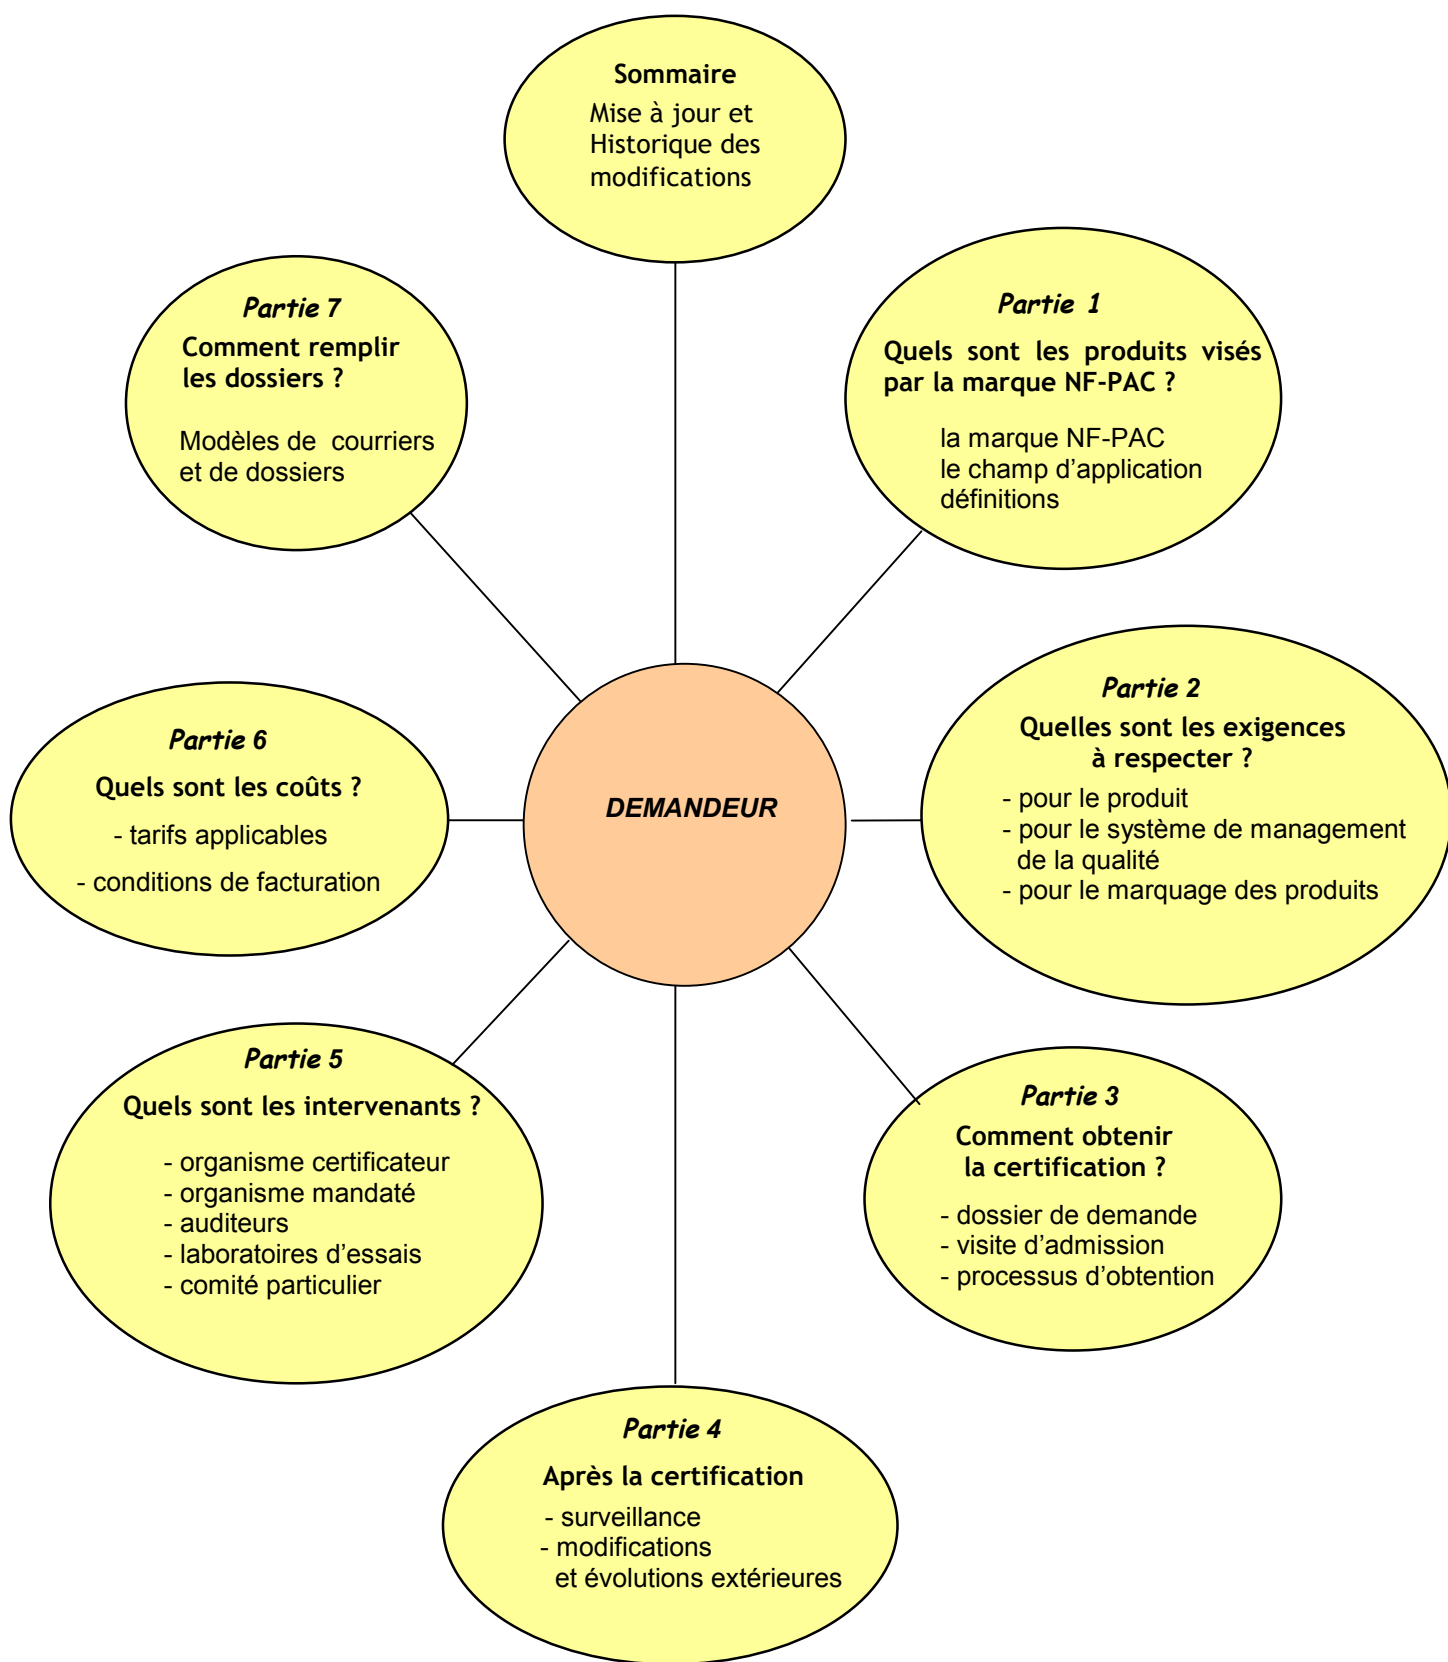 Sommaire
Mise à jour et
Historique des
modifications
Partie 1
Quels sont les produits visés
par la marque NF-PAC ?
la marque NF-PAC
le champ d’application
définitions
Partie 2
Quelles sont les exigences
à respecter ?
- pour le produit
- pour le système de management
de la qualité
- pour le marquage des produits
Partie 3
Comment obtenir
la certification ?
- dossier de demande
- visite d’admission
- processus d’obtention
Partie 4
Après la certification
- surveillance
- modifications
et évolutions extérieures
Partie 5
Quels sont les intervenants ?
- organisme certificateur
- organisme mandaté
- auditeurs
- laboratoires d’essais
- comité particulier
Partie 6
Quels sont les coûts ?
- tarifs applicables
- conditions de facturation
Partie 7
Comment remplir
les dossiers ?
Modèles de courriers
et de dossiers
DEMANDEUR